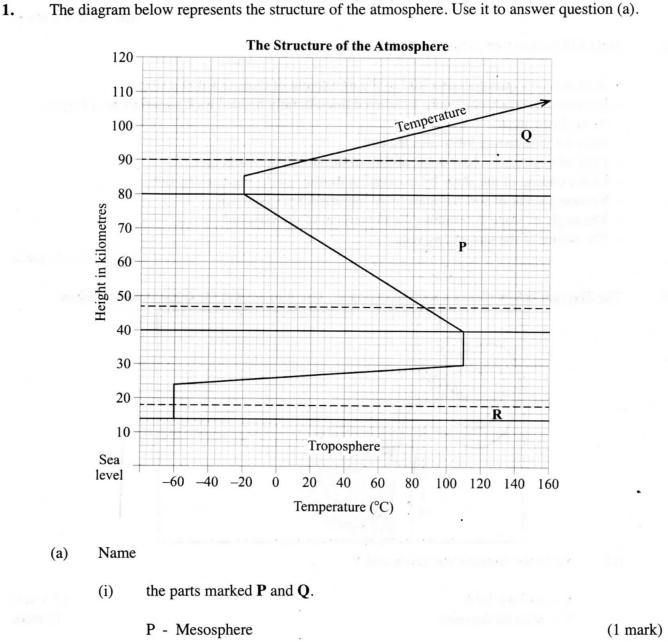 1. The diagram below represents the structure of the atmosphere. Use it to answer question (a).
The Structure of the Atmosphere
120
110
100
90
80
70
60
50
40
30
20
10
Sea
level
Height in kilometres
Temperature
Q
P
R
Troposphere
–60 –40 –20 0 20 40 60 80 100 120 140 160
Temperature (°C)
(a) Name
(i) the parts marked P and Q.
P - Mesosphere (1 mark)